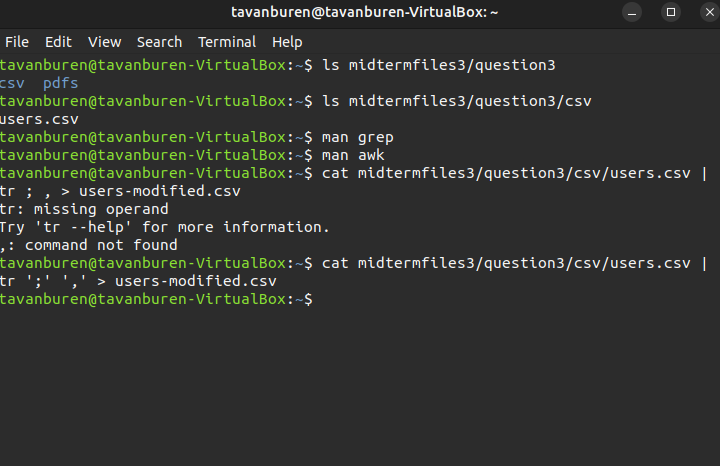 tavanburen@tavanburen-VirtualBox: ~
File Edit View Search Terminal Help
tavanburen@tavanburen-VirtualBox:~$ ls midtermfiles3/question3
csv pdfs
tavanburen@tavanburen-VirtualBox:~$ ls midtermfiles3/question3/csv
users.csv
tavanburen@tavanburen-VirtualBox:~$ man grep
tavanburen@tavanburen-VirtualBox:~$ man awk
tavanburen@tavanburen-VirtualBox:~$ cat midtermfiles3/question3/csv/users.csv |
tr ; , > users-modified.csv
tr: missing operand
Try 'tr --help' for more information.
,: command not found
tavanburen@tavanburen-VirtualBox:~$ cat midtermfiles3/question3/csv/users.csv |
tr ';' ',' > users-modified.csv
tavanburen@tavanburen-VirtualBox:~$